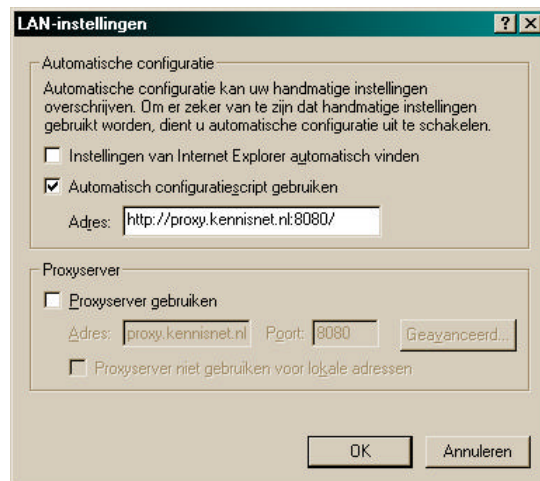 LAN-instellingen
Automatische configuratie
Automatische configuratie kan uw handmatige instellingen
overschrijven. Om er zeker van te zijn dat handmatige instellingen
gebruikt worden, dient u automatische configuratie uit te schakelen.
Instellingen van Internet Explorer automatisch vinden
Automatisch configuratiescript gebruiken
Adres: http://proxy.kennisnet.nl:8080/
Proxyserver
Proxyserver gebruiken
Adres: proxy.kennisnet.nl Poort: 8080 Geavanceerd...
Proxyserver niet gebruiken voor lokale adressen
OK Annuleren